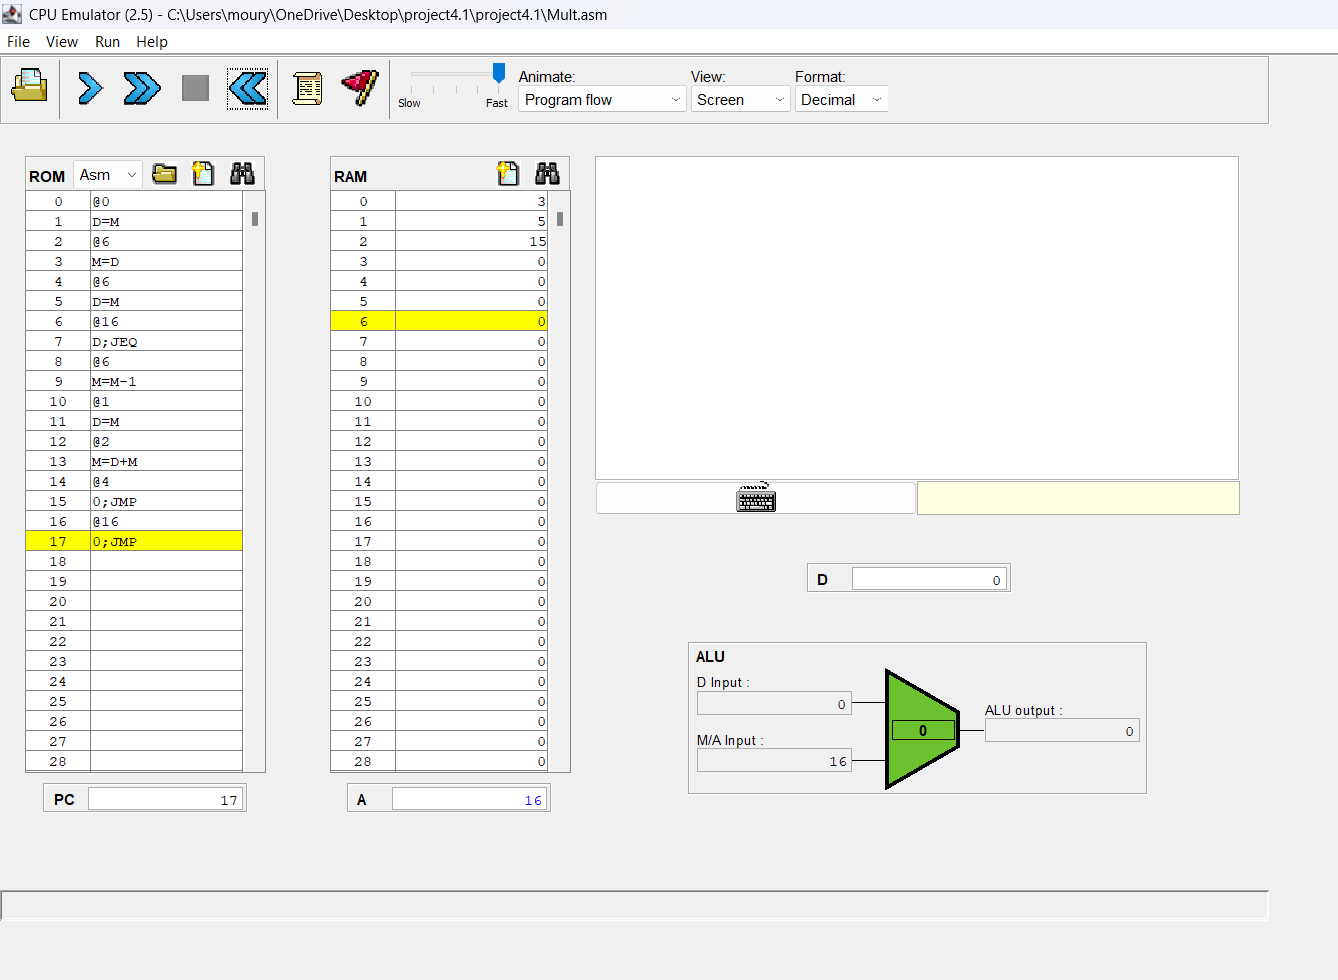 CPU Emulator (2.5) - C:\Users\moury\OneDrive\Desktop\project4.1\project4.1\Mult.asm
File View Run Help
Slow Fast
Animate:
Program flow
View:
Screen
Format:
Decimal
ROM Asm
0 @0
1 D=M
2 @6
3 M=D
4 @6
5 D=M
6 @16
7 D;JEQ
8 @6
9 M=M-1
10 @1
11 D=M
12 @2
13 M=D+M
14 @4
15 0;JMP
16 @16
17 0;JMP
18
19
20
21
22
23
24
25
26
27
28
PC 17
RAM
0 3
1 5
2 15
3 0
4 0
5 0
6 0
7 0
8 0
9 0
10 0
11 0
12 0
13 0
14 0
15 0
16 0
17 0
18 0
19 0
20 0
21 0
22 0
23 0
24 0
25 0
26 0
27 0
28 0
A 16
D 0
ALU
D Input :
0
M/A Input :
16
0
ALU output :
0